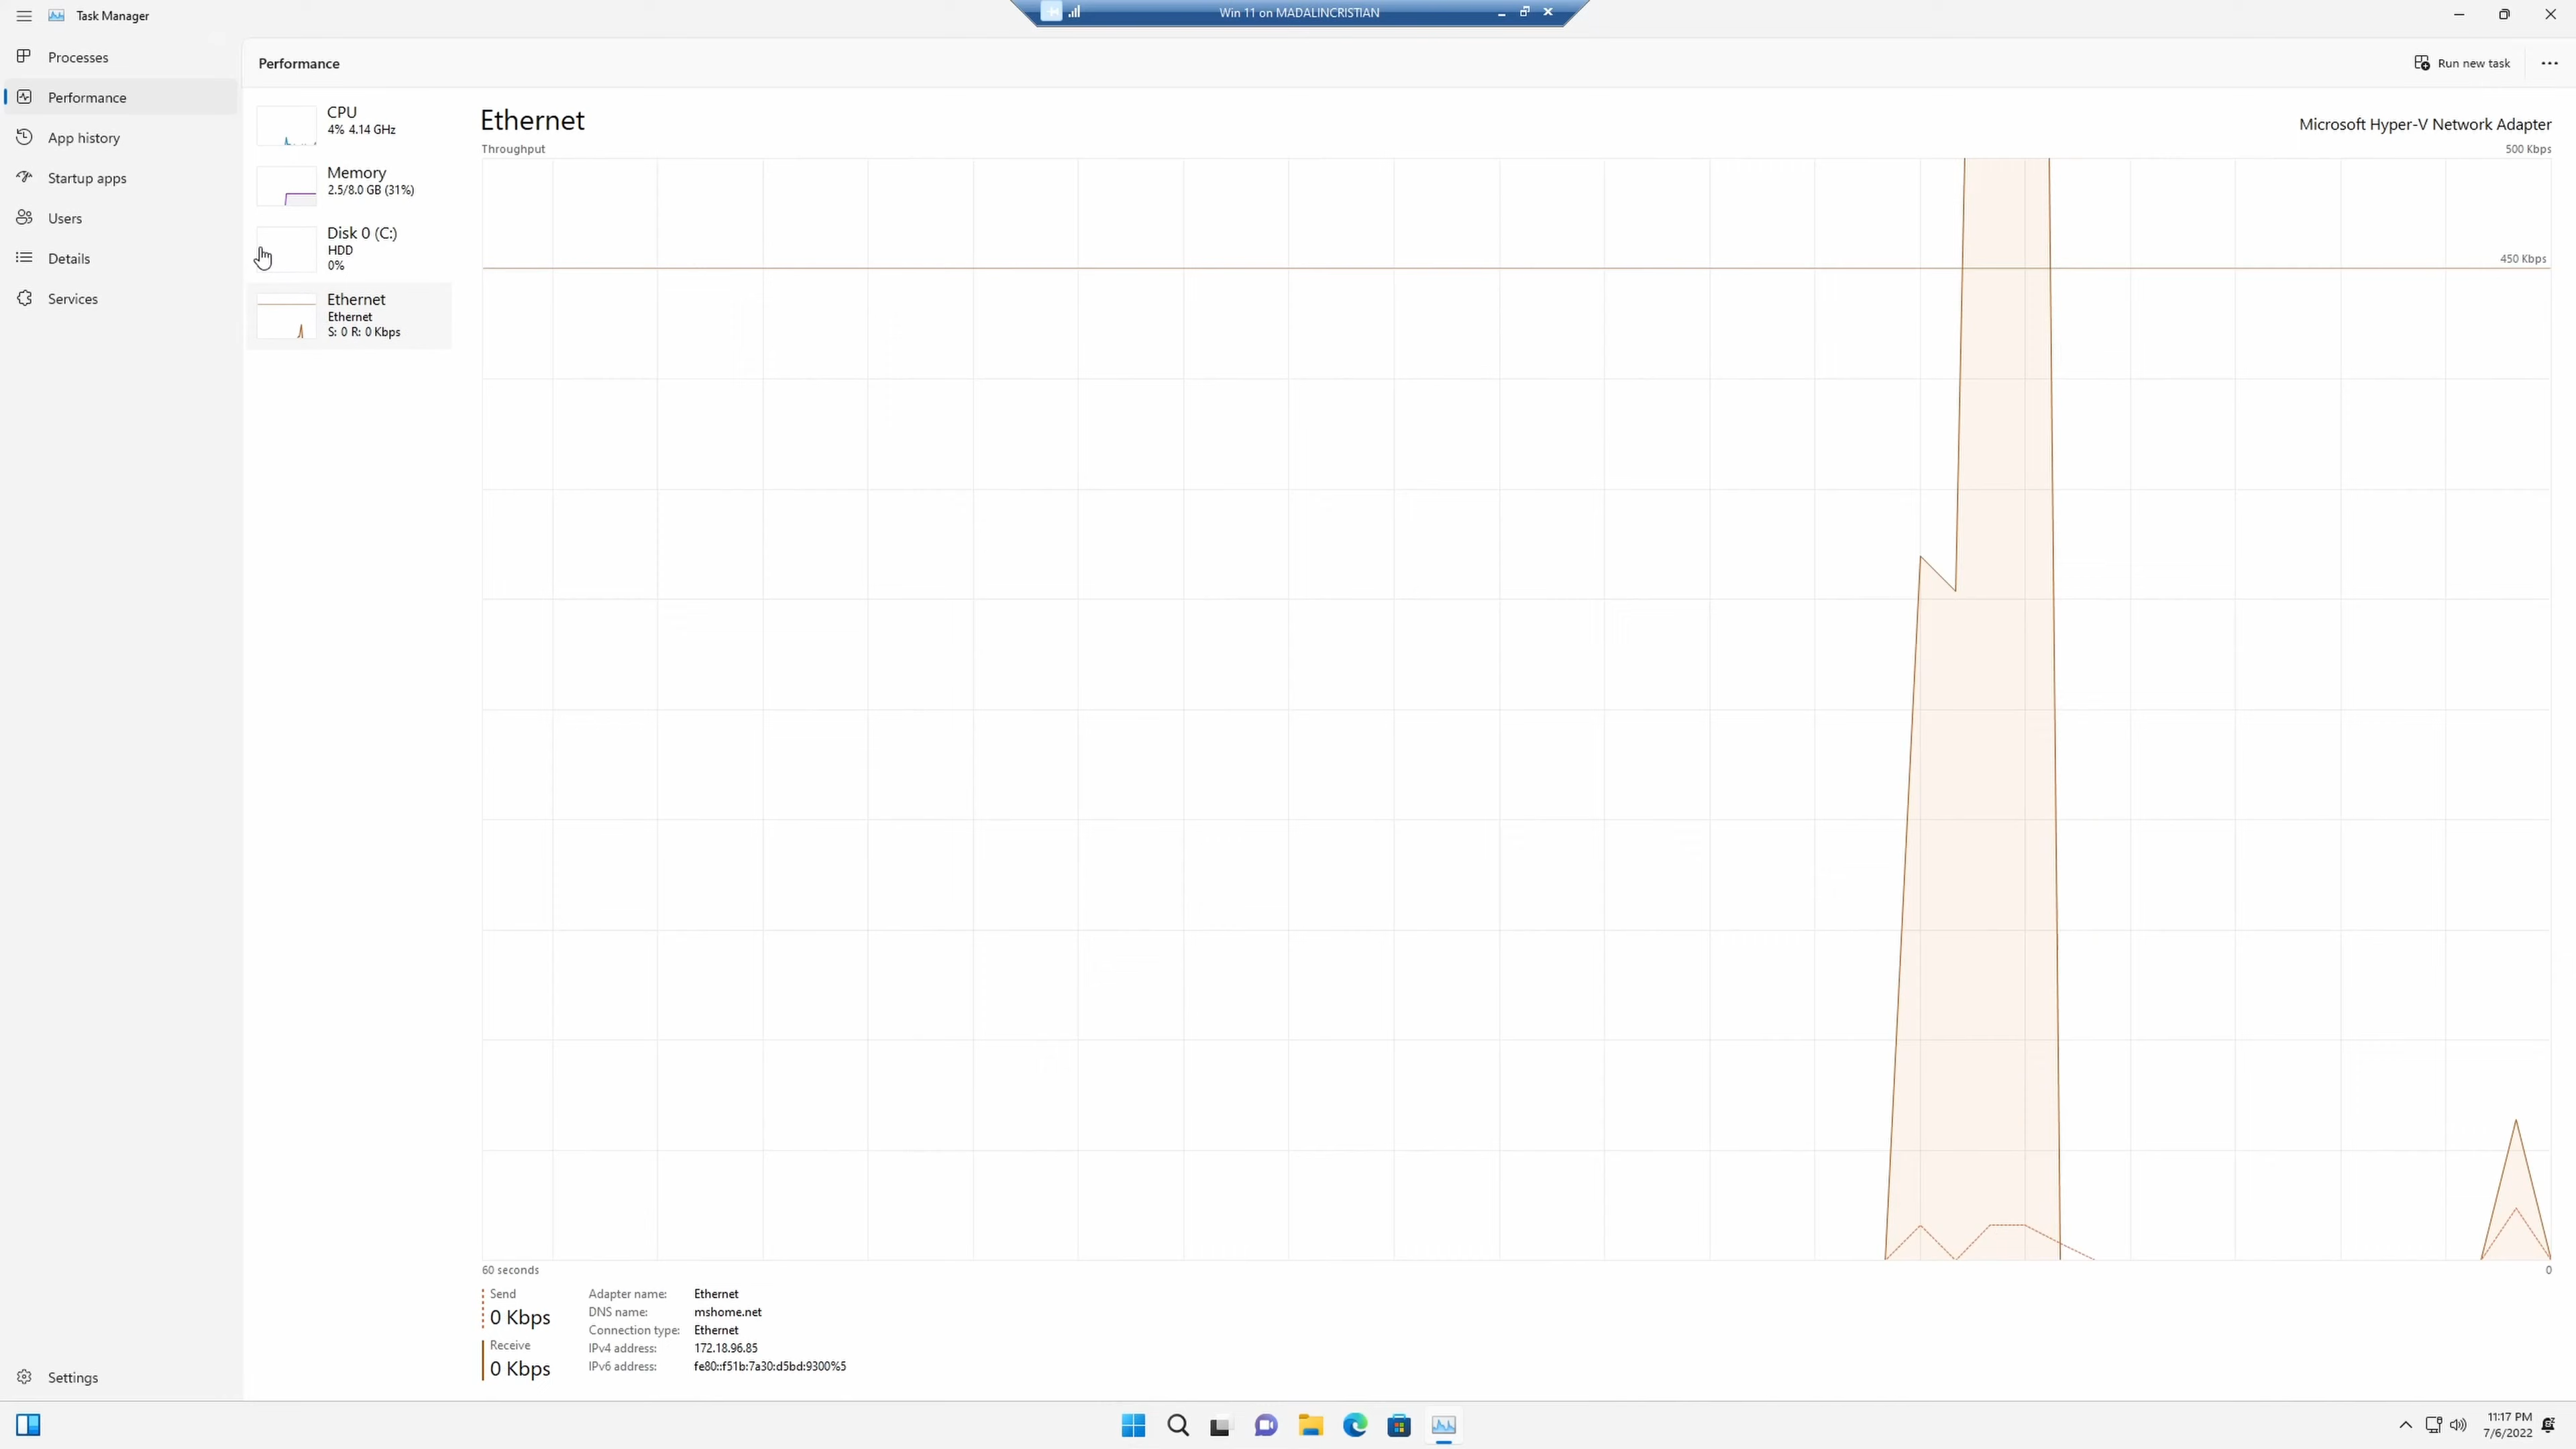 Task Manager
Win 11 on MADALINCRISTIAN
Processes
Performance
App history
Startup apps
Users
Details
Services
Settings
Performance
Run new task
CPU
4% 4.14 GHz
Memory
2.5/8.0 GB (31%)
Disk 0 (C:)
HDD
0%
Ethernet
Ethernet
S: 0 R: 0 Kbps
Ethernet
Microsoft Hyper-V Network Adapter
Throughput
500 Kbps
450 Kbps
60 seconds
0
Send
0 Kbps
Receive
0 Kbps
Adapter name: Ethernet
DNS name: mshome.net
Connection type: Ethernet
IPv4 address: 172.18.96.85
IPv6 address: fe80::f51b:7a30:d5bd:9300%5
11:17 PM
7/6/2022